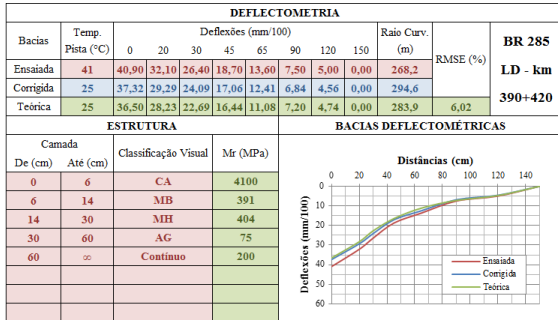 DEFLECTOMETRIA
Bacias Temp. Pista (°C) Deflexões (mm/100) Raio Curv. (m) RMSE (%) BR 285 LD - km 390+420
0 20 30 45 65 90 120 150
Ensaiada 41 40,90 32,10 26,40 18,70 13,60 7,50 5,00 0,00 268,2
Corrigida 25 37,32 29,29 24,09 17,06 12,41 6,84 4,56 0,00 294,6
Teórica 25 36,50 28,23 22,69 16,44 11,08 7,20 4,74 0,00 283,9 6,02
ESTRUTURA
Camada Classificação Visual Mr (MPa)
De (cm) Até (cm)
0 6 CA 4100
6 14 MB 391
14 30 MH 404
30 60 AG 75
60 ∞ Contínuo 200
BACIAS DEFLECTOMÉTRICAS
Distâncias (cm)
0 20 40 60 80 100 120 140
Deflexões (mm/100)
0
10
20
30
40
50
60
Ensaiada
Corrigida
Teórica